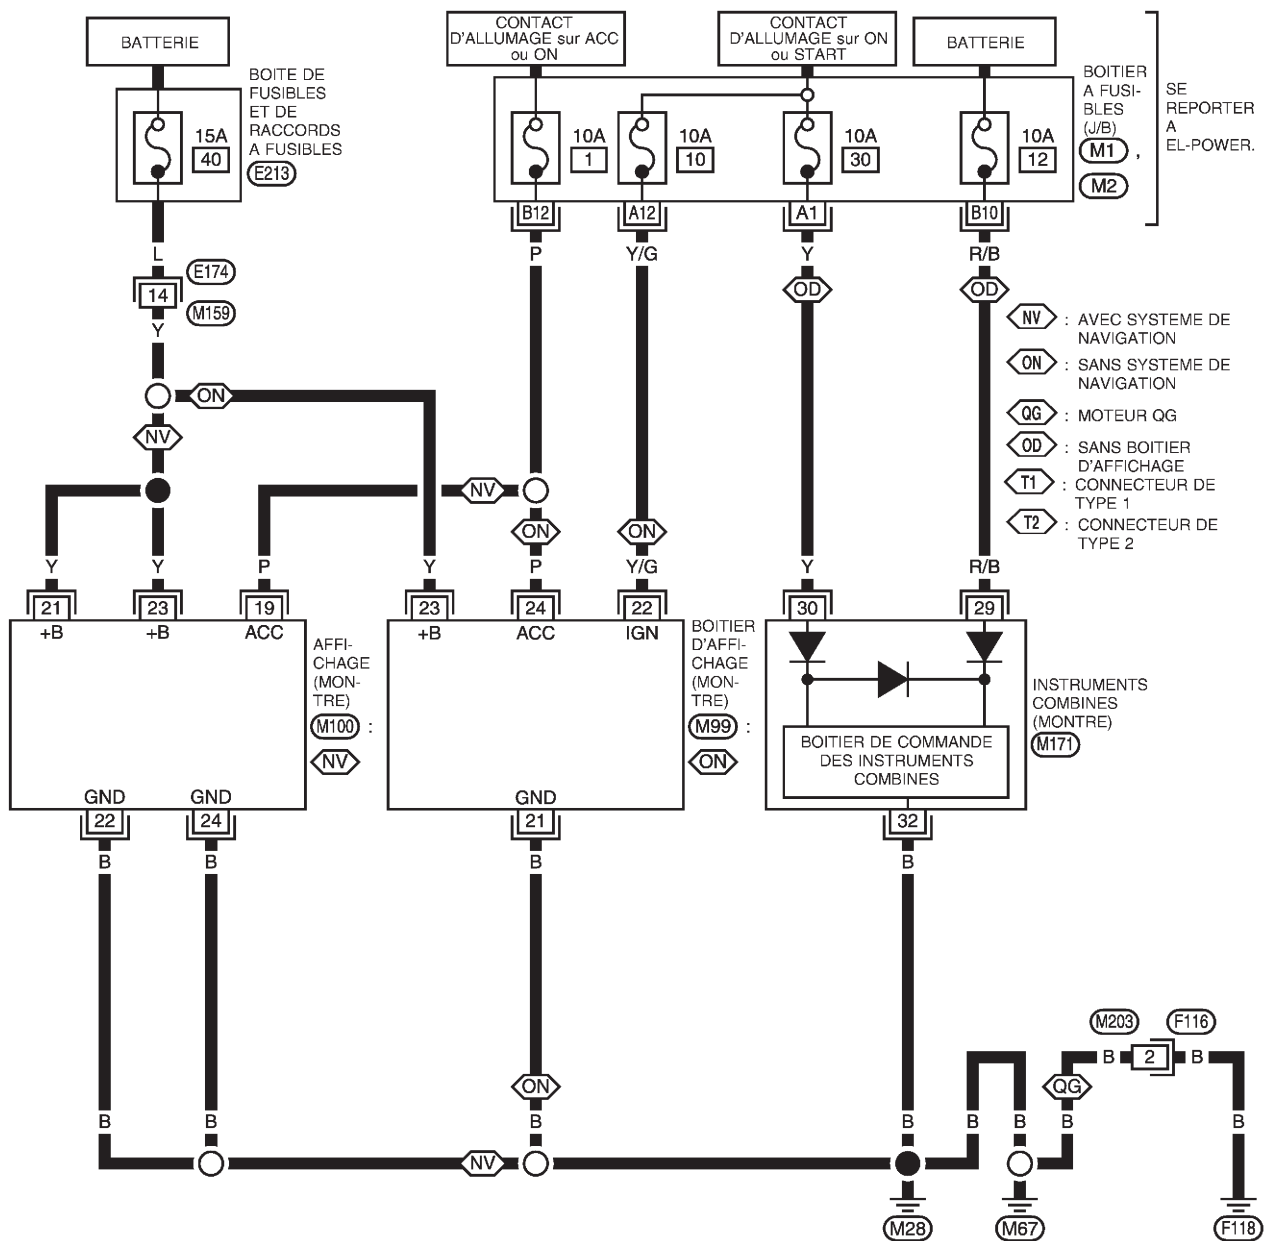 BATTERIE
CONTACT
D'ALLUMAGE sur ACC
ou ON
CONTACT
D'ALLUMAGE sur ON
ou START
BATTERIE
BOITE DE
FUSIBLES
ET DE
RACCORDS
A FUSIBLES
E213
15A
40
10A
1
10A
10
10A
30
10A
12
BOITIER
A FUSI-
BLES
(J/B)
M1 ,
M2
SE
REPORTER
A
EL-POWER.
B12
A12
A1
B10
L
P
Y/G
Y
R/B
E174
14
M159
Y
OD
OD
NV : AVEC SYSTEME DE
NAVIGATION
ON : SANS SYSTEME DE
NAVIGATION
QG : MOTEUR QG
OD : SANS BOITIER
D'AFFICHAGE
T1 : CONNECTEUR DE
TYPE 1
T2 : CONNECTEUR DE
TYPE 2
ON
NV
NV
ON
ON
Y
Y
P
Y
P
Y/G
Y
R/B
21
23
19
23
24
22
30
29
+B
+B
ACC
+B
ACC
IGN
AFFI-
CHAGE
(MON-
TRE)
M100 :
NV
BOITIER
D'AFFI-
CHAGE
(MON-
TRE)
M99 :
ON
INSTRUMENTS
COMBINES
(MONTRE)
M171
BOITIER DE COMMANDE
DES INSTRUMENTS
COMBINES
GND
GND
GND
22
24
21
32
B
B
B
B
M203
F116
B
2
B
ON
QG
B
B
B
B
B
B
B
B
NV
M28
M67
F118